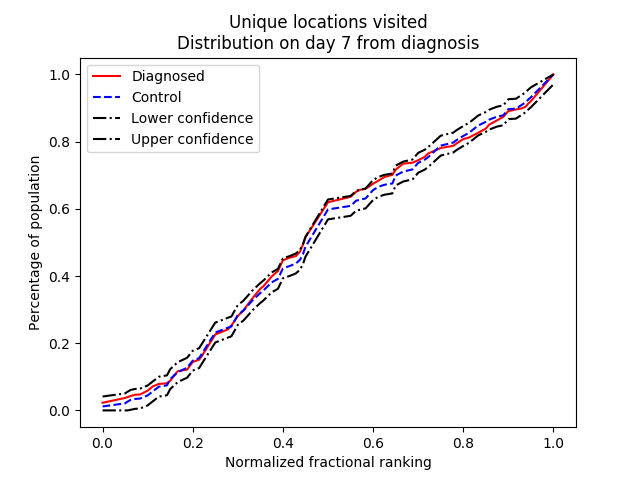 Unique locations visited
Distribution on day 7 from diagnosis
Diagnosed
Control
Lower confidence
Upper confidence
Percentage of population
1.0
0.8
0.6
0.4
0.2
0.0
0.0 0.2 0.4 0.6 0.8 1.0
Normalized fractional ranking